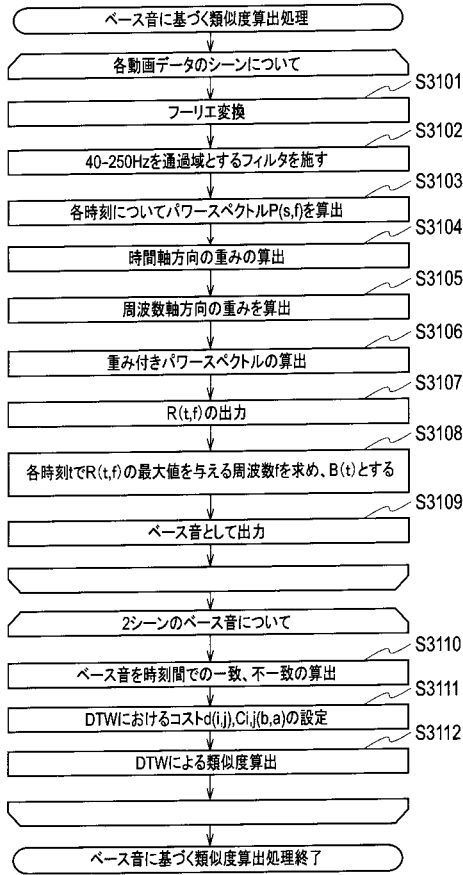 ベース音に基づく類似度算出処理
各動画データのシーンについて
S3101
フーリエ変換
S3102
40-250Hzを通過域とするフィルタを施す
S3103
各時刻についてパワースペクトルP(s,f)を算出
S3104
時間軸方向の重みの算出
S3105
周波数軸方向の重みを算出
S3106
重み付きパワースペクトルの算出
S3107
R(t,f)の出力
S3108
各時刻tでR(t,f)の最大値を与える周波数fを求め、B(t)とする
S3109
ベース音として出力
2シーンのベース音について
S3110
ベース音を時刻間での一致、不一致の算出
S3111
DTWにおけるコストd(i,j),Ci,j(b,a)の設定
S3112
DTWによる類似度算出
ベース音に基づく類似度算出処理終了